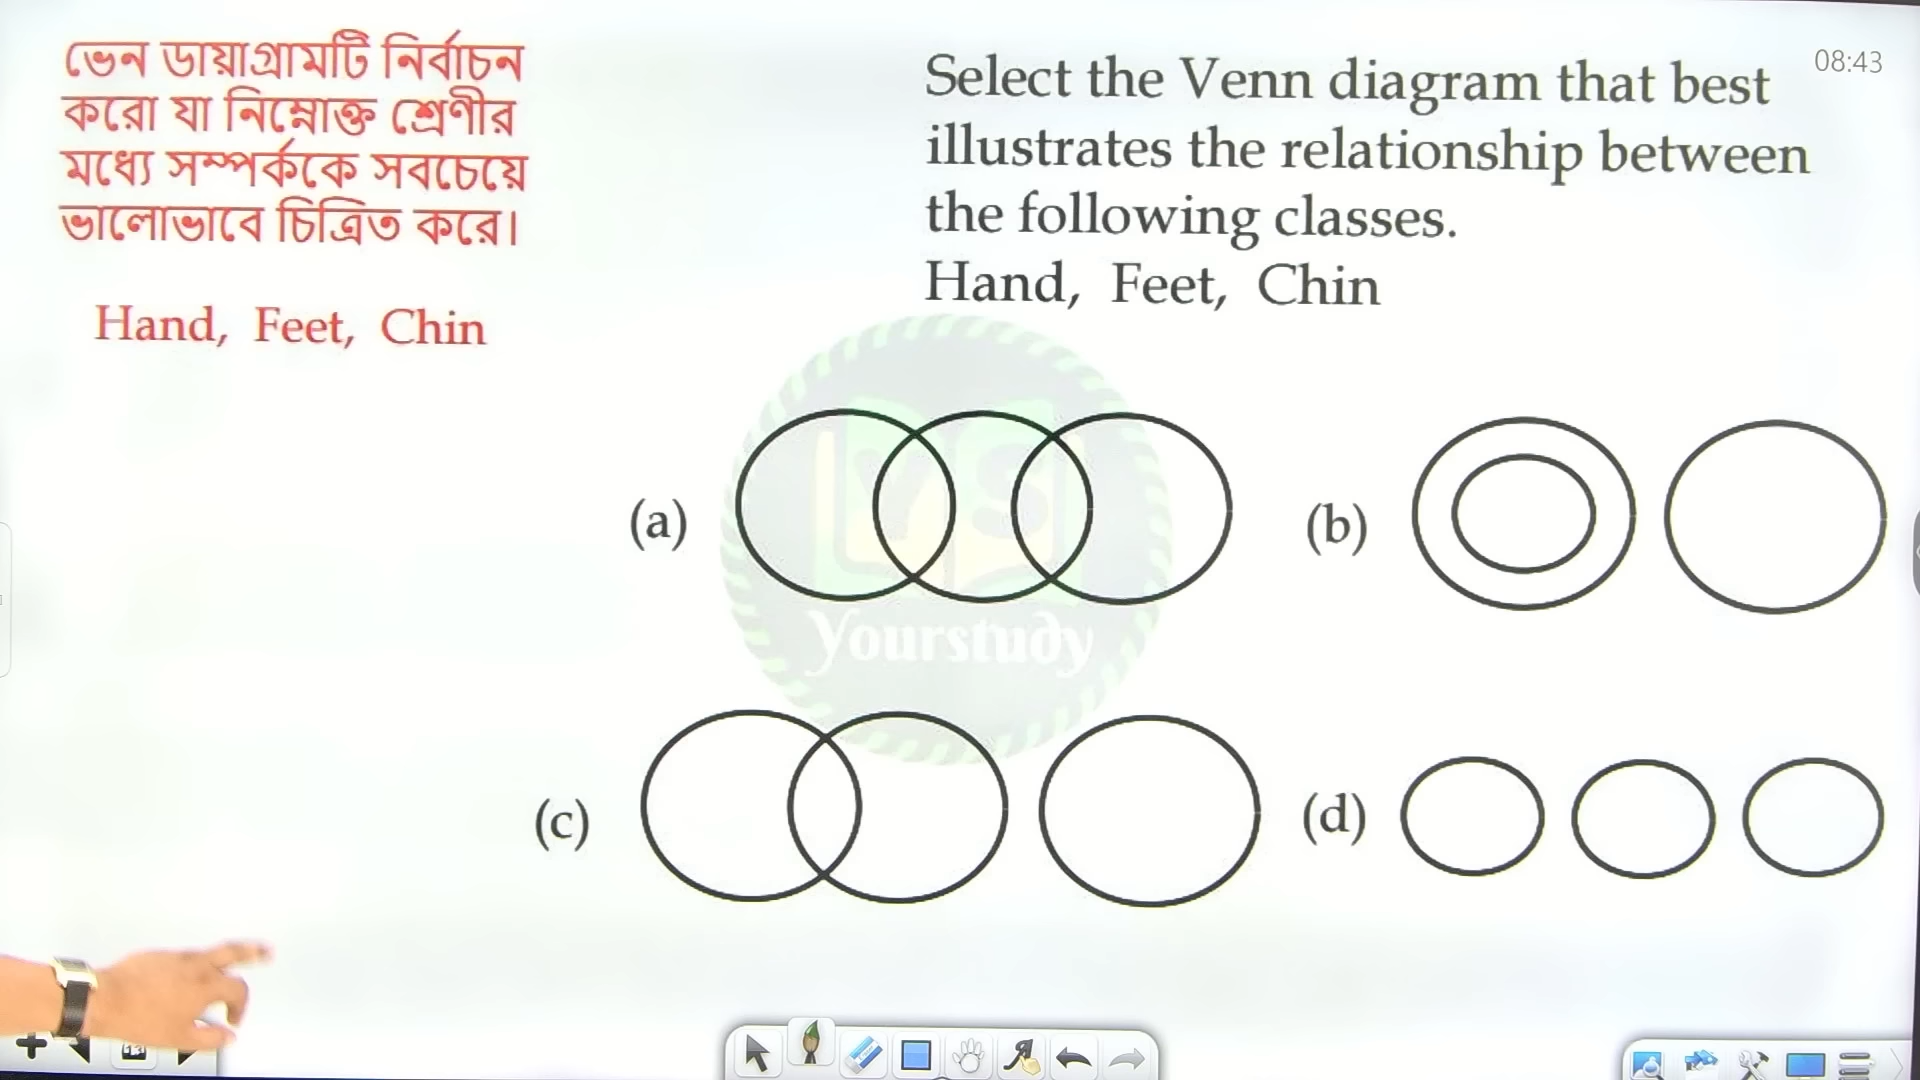 ভেন ডায়াগ্রামটি নির্বাচন
করো যা নিম্নোক্ত শ্রেণীর
মধ্যে সম্পর্ককে সবচেয়ে
ভালোভাবে চিত্রিত করে।
Hand, Feet, Chin
08:43
Select the Venn diagram that best
illustrates the relationship between
the following classes.
Hand, Feet, Chin
(a)
(b)
YS
Yourstudy
(c)
(d)